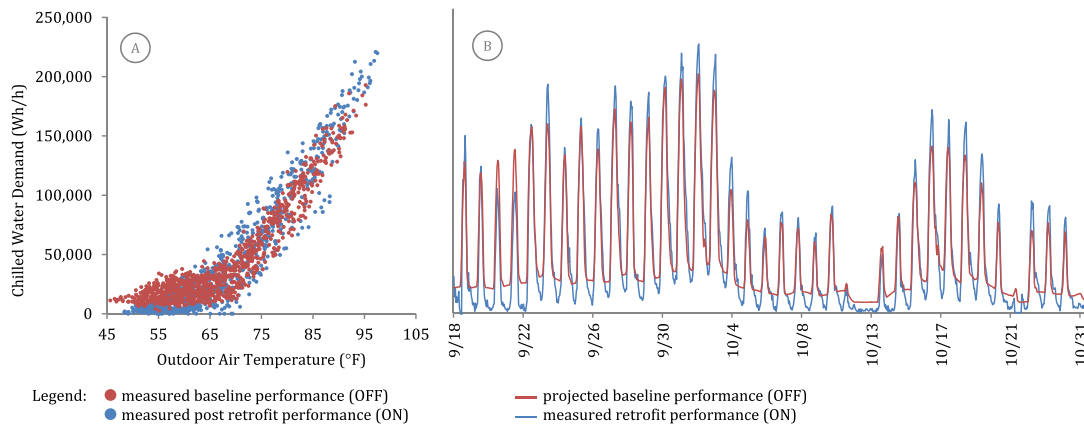 250,000
200,000
150,000
100,000
50,000
0
Chilled Water Demand (Wh/h)
A
45 55 65 75 85 95 105
Outdoor Air Temperature (°F)
B
9/18 9/22 9/26 9/30 10/4 10/8 10/13 10/17 10/21 10/31
Legend:
measured baseline performance (OFF)
measured post retrofit performance (ON)
projected baseline performance (OFF)
measured retrofit performance (ON)